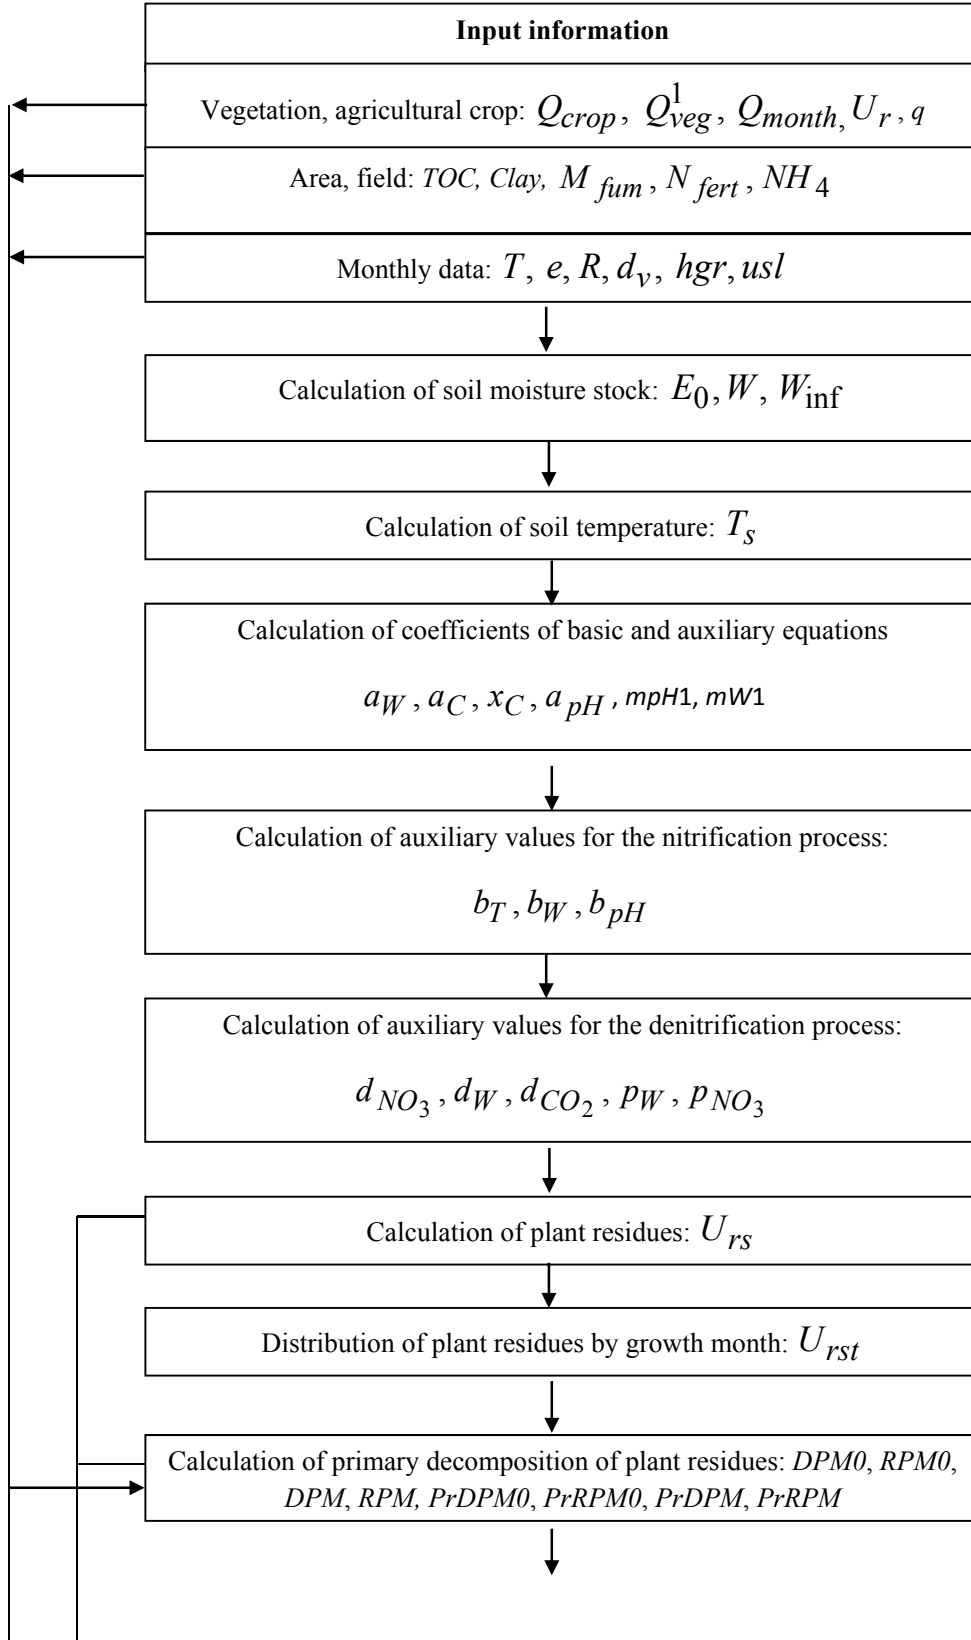 Input information
Vegetation, agricultural crop: Q_crop, Q^1_veg, Q_month, U_r, q
Area, field: TOC, Clay, M_fum, N_fert, NH_4
Monthly data: T, e, R, d_v, hgr, usl
Calculation of soil moisture stock: E_0, W, W_inf
Calculation of soil temperature: T_s
Calculation of coefficients of basic and auxiliary equations
a_W, a_C, x_C, a_pH, mpH1, mW1
Calculation of auxiliary values for the nitrification process:
b_T, b_W, b_pH
Calculation of auxiliary values for the denitrification process:
d_NO_3, d_W, d_CO_2, p_W, p_NO_3
Calculation of plant residues: U_rs
Distribution of plant residues by growth month: U_rst
Calculation of primary decomposition of plant residues: DPM0, RPM0,
DPM, RPM, PrDPM0, PrRPM0, PrDPM, PrRPM